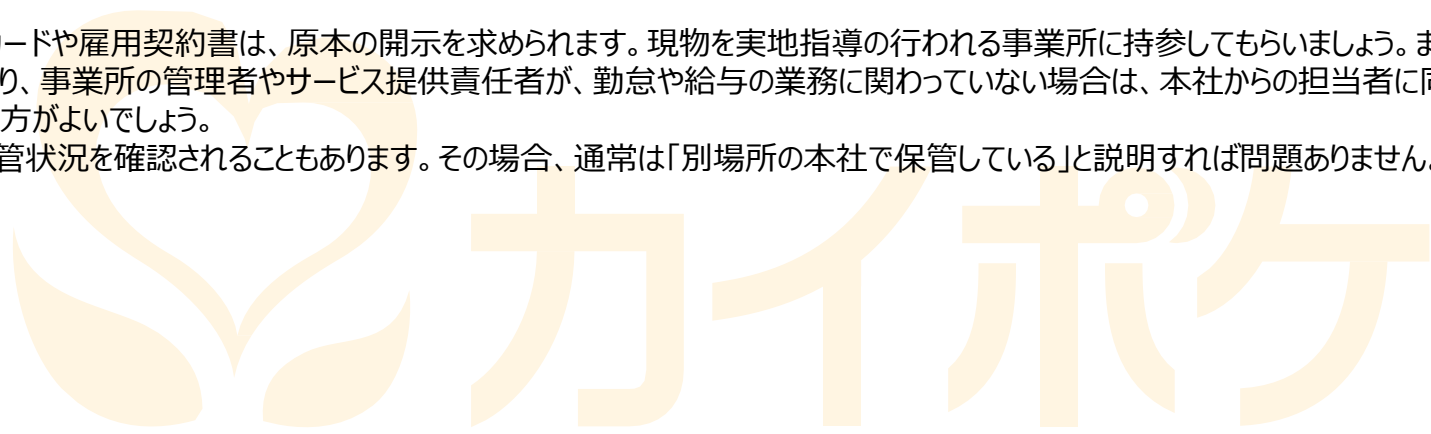 ードや雇用契約書は、原本の開示を求められます。現物を実地指導の行われる事業所に持参してもらいましょう。ま
り、事業所の管理者やサービス提供責任者が、勤怠や給与の業務に関わっていない場合は、本社からの担当者に同
方がよいでしょう。
管状況を確認されることもあります。その場合、通常は「別場所の本社で保管している」と説明すれば問題ありません。
カイポケ